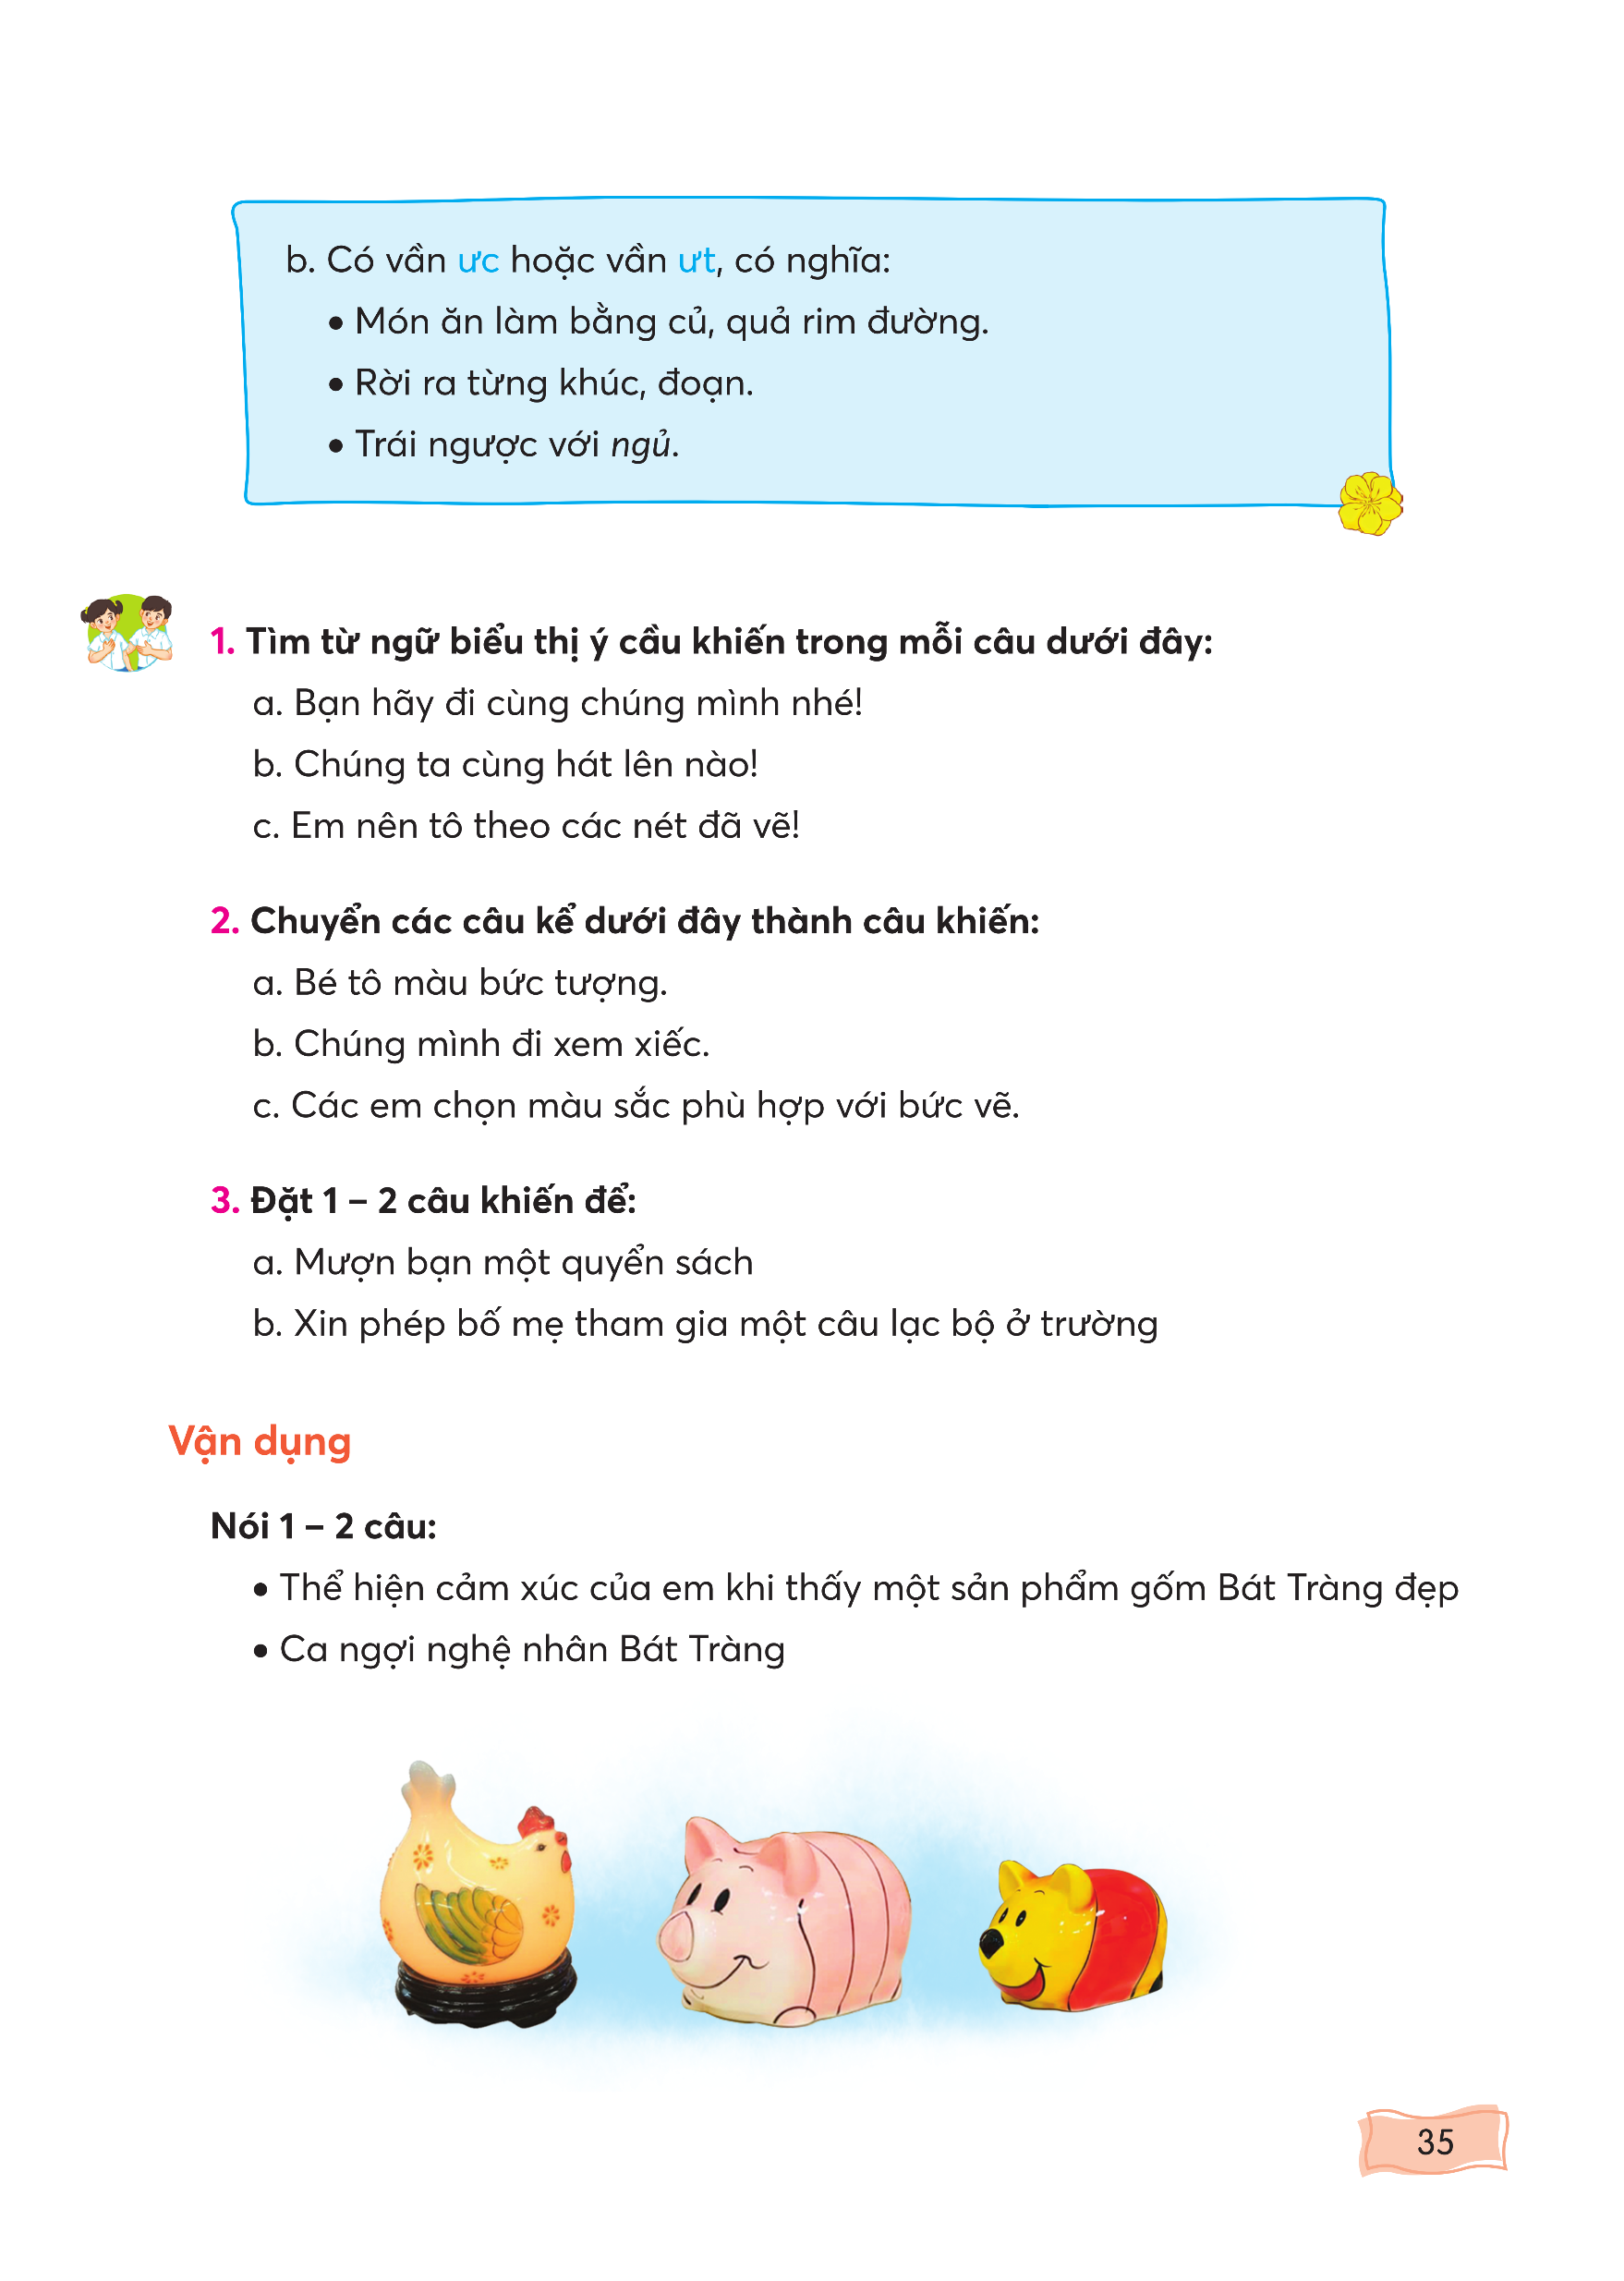 b. Có vần ưc hoặc vần ưt, có nghĩa:
• Món ăn làm bằng củ, quả rim đường.
• Rời ra từng khúc, đoạn.
• Trái ngược với ngủ.
1. Tìm từ ngữ biểu thị ý cầu khiến trong mỗi câu dưới đây:
a. Bạn hãy đi cùng chúng mình nhé!
b. Chúng ta cùng hát lên nào!
c. Em nên tô theo các nét đã vẽ!
2. Chuyển các câu kể dưới đây thành câu khiến:
a. Bé tô màu bức tượng.
b. Chúng mình đi xem xiếc.
c. Các em chọn màu sắc phù hợp với bức vẽ.
3. Đặt 1 – 2 câu khiến để:
a. Mượn bạn một quyển sách
b. Xin phép bố mẹ tham gia một câu lạc bộ ở trường
Vận dụng
Nói 1 – 2 câu:
• Thể hiện cảm xúc của em khi thấy một sản phẩm gốm Bát Tràng đẹp
• Ca ngợi nghệ nhân Bát Tràng
35